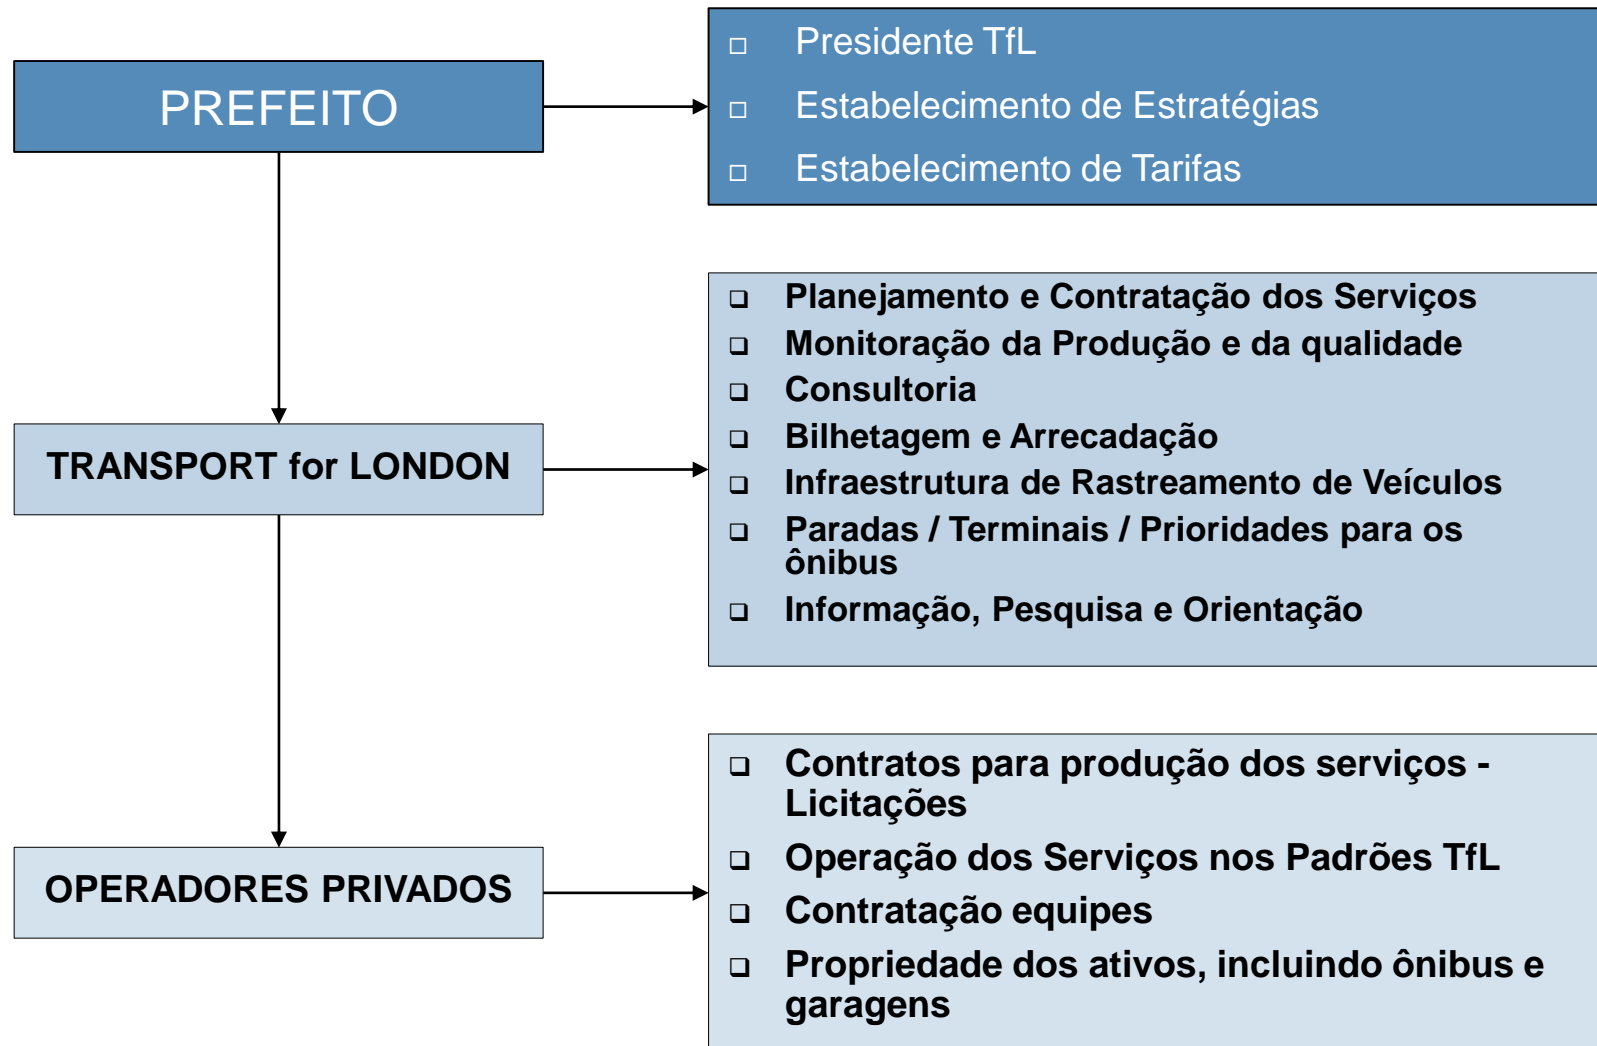 PREFEITO
Presidente TfL
Estabelecimento de Estratégias
Estabelecimento de Tarifas
TRANSPORT for LONDON
Planejamento e Contratação dos Serviços
Monitoração da Produção e da qualidade
Consultoria
Bilhetagem e Arrecadação
Infraestrutura de Rastreamento de Veículos
Paradas / Terminais / Prioridades para os
ônibus
Informação, Pesquisa e Orientação
OPERADORES PRIVADOS
Contratos para produção dos serviços -
Licitações
Operação dos Serviços nos Padrões TfL
Contratação equipes
Propriedade dos ativos, incluindo ônibus e
garagens